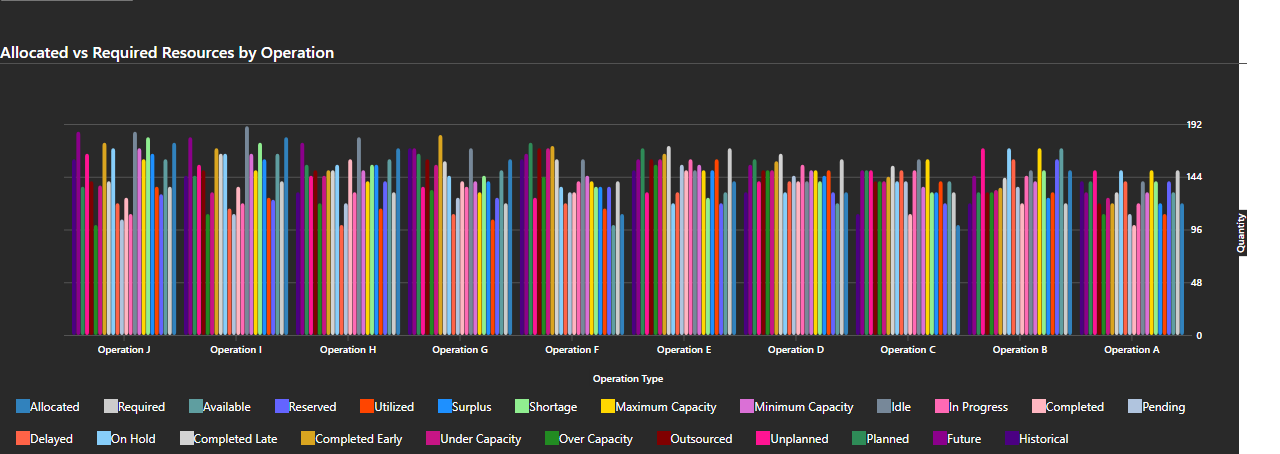 Allocated vs Required Resources by Operation
192
144
96
48
0
Quantity
Operation J Operation I Operation H Operation G Operation F Operation E Operation D Operation C Operation B Operation A
Operation Type
Allocated Required Available Reserved Utilized Surplus Shortage Maximum Capacity Minimum Capacity Idle In Progress Completed Pending
Delayed On Hold Completed Late Completed Early Under Capacity Over Capacity Outsourced Unplanned Planned Future Historical